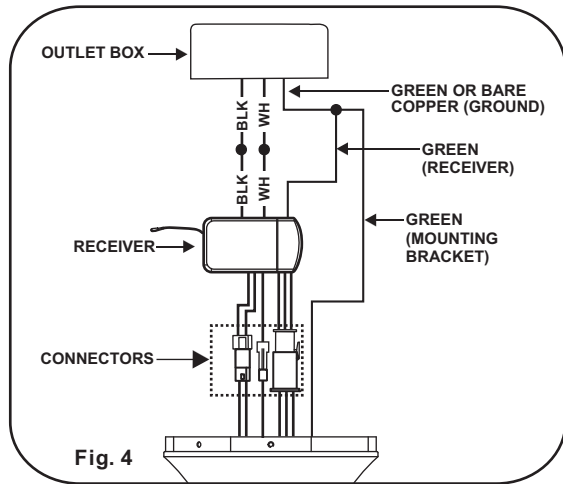 OUTLET BOX
GREEN OR BARE
COPPER (GROUND)
BLK
WH
GREEN
(RECEIVER)
BLK
WH
RECEIVER
GREEN
(MOUNTING
BRACKET)
CONNECTORS
Fig. 4